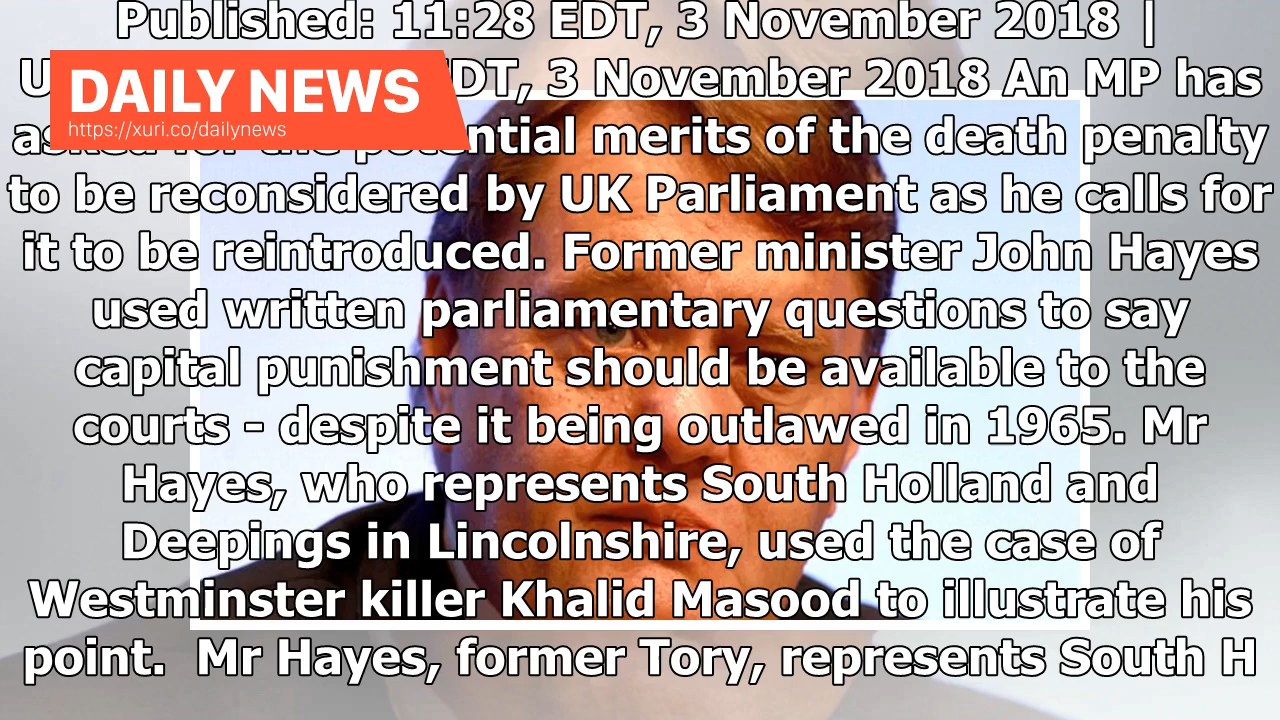 Published: 11:28 EDT, 3 November 2018 |
DAILY NEWS
https://xuri.co/dailynews
EDT, 3 November 2018 An MP has
potential merits of the death penalty
to be reconsidered by UK Parliament as he calls for
it to be reintroduced. Former minister John Hayes
used written parliamentary questions to say
capital punishment should be available to the
courts - despite it being outlawed in 1965. Mr
Hayes, who represents South Holland and
Deepings in Lincolnshire, used the case of
Westminster killer Khalid Masood to illustrate his
point. Mr Hayes, former Tory, represents South H